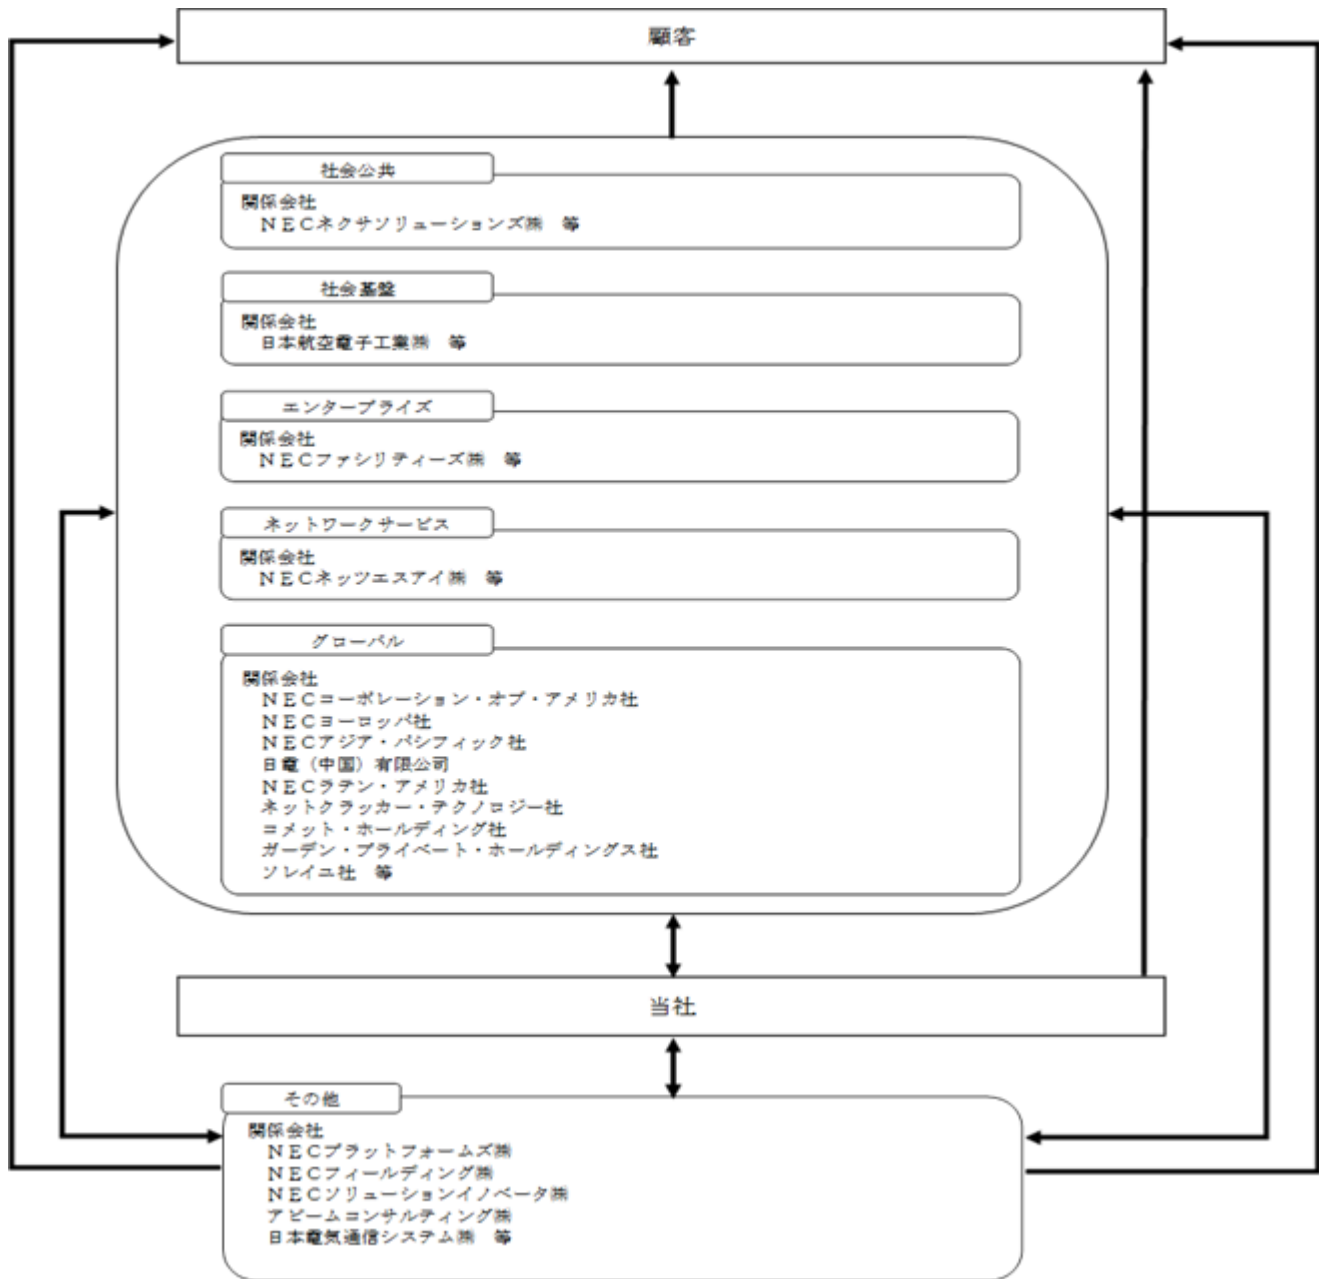 顧客
社会公共
関係会社
ＮＥＣネクサソリューションズ㈱　等
社会基盤
関係会社
日本航空電子工業㈱　等
エンタープライズ
関係会社
ＮＥＣファシリティーズ㈱　等
ネットワークサービス
関係会社
ＮＥＣネッツエスアイ㈱　等
グローバル
関係会社
ＮＥＣコーポレーション・オブ・アメリカ社
ＮＥＣヨーロッパ社
ＮＥＣアジア・パシフィック社
日電（中国）有限公司
ＮＥＣラテン・アメリカ社
ネットクラッカー・テクノロジー社
コメット・ホールディング社
ガーデン・プライベート・ホールディングス社
ソレイユ社　等
当社
その他
関係会社
ＮＥＣプラットフォームズ㈱
ＮＥＣフィールディング㈱
ＮＥＣソリューションイノベータ㈱
アビームコンサルティング㈱
日本電気通信システム㈱　等